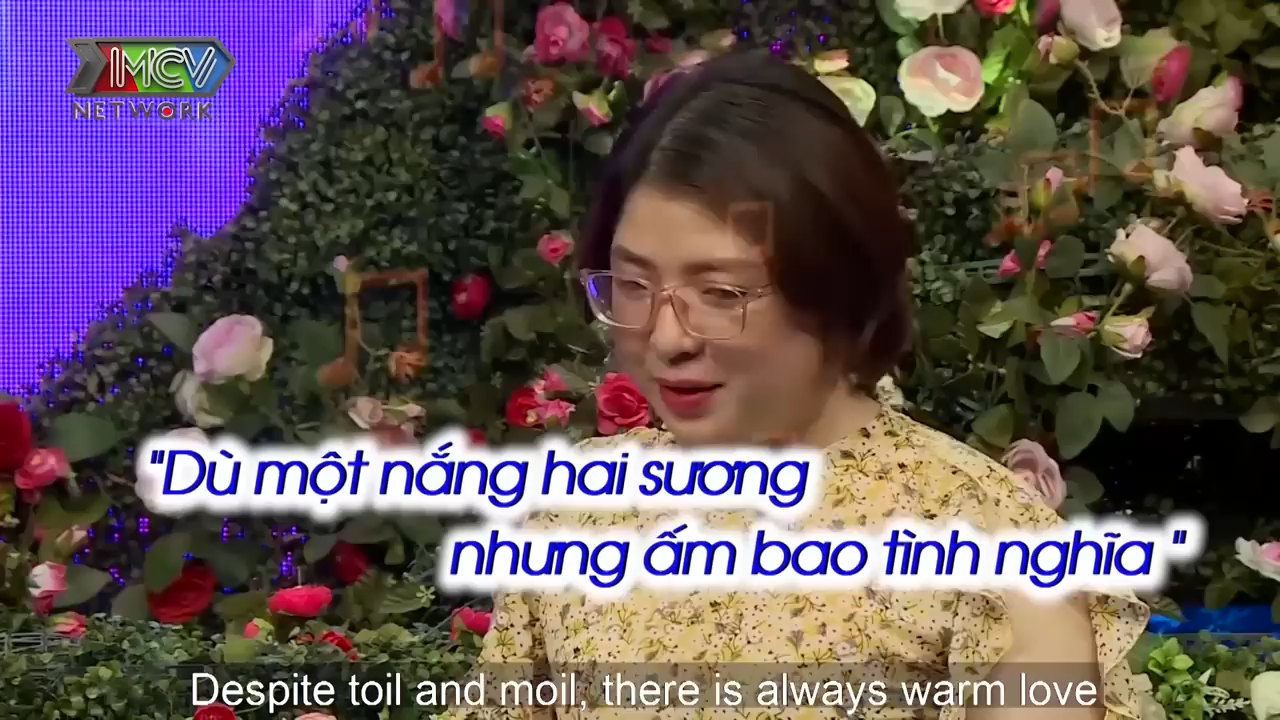 MCV
NETWORK
"Dù một nắng hai sương
nhưng ấm bao tình nghĩa "
Despite toil and moil, there is always warm love